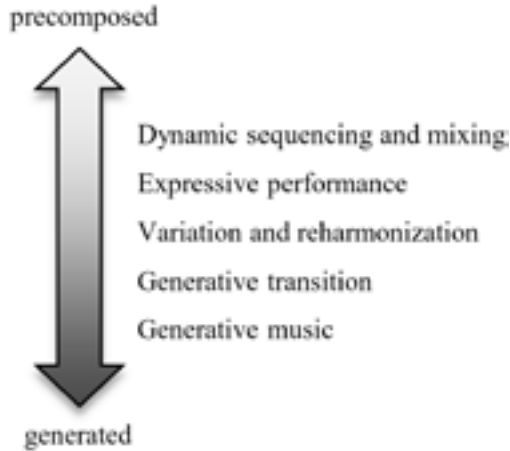 precomposed
Dynamic sequencing and mixing
Expressive performance
Variation and reharmonization
Generative transition
Generative music
generated